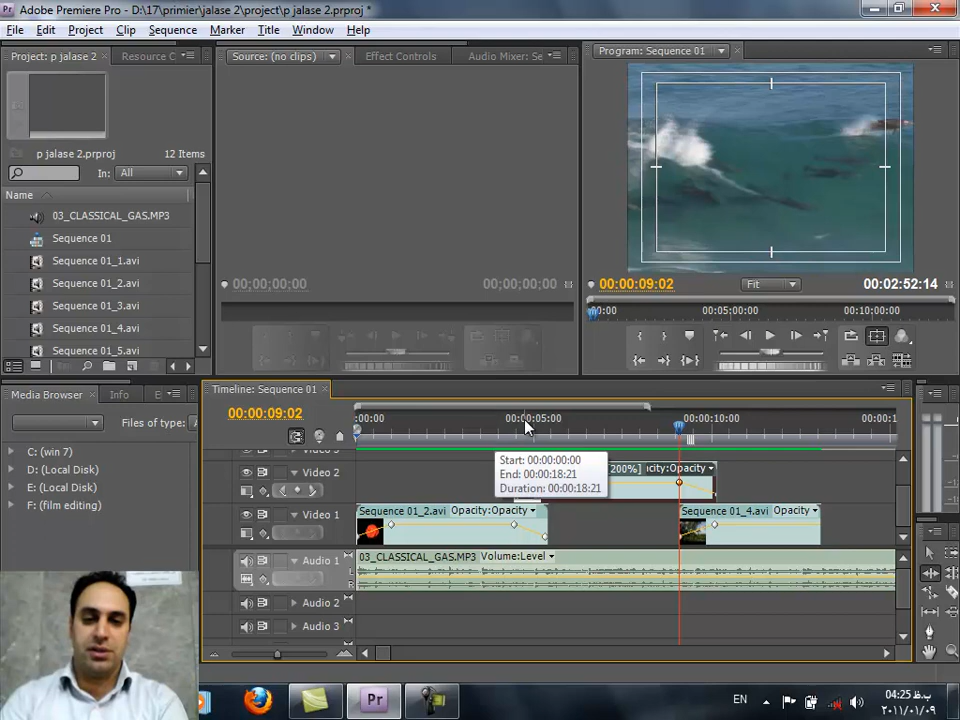 Adobe Premiere Pro - D:\17\primier\jalase 2\project\p jalase 2.prproj *
File Edit Project Clip Sequence Marker Title Window Help
Project: p jalase 2 Resource C
Source: (no clips) Effect Controls Audio Mixer: Se
Program: Sequence 01
p jalase 2.prproj 12 Items
In: All
Name
03_CLASSICAL_GAS.MP3
Sequence 01
Sequence 01_1.avi
Sequence 01_2.avi
Sequence 01_3.avi
Sequence 01_4.avi
Sequence 01_5.avi
00;00;00;00 00;00;00;00
00:00:09:02 Fit 00:02:52:14
00:00 00:05:00:00 00:10:00:00
Media Browser Info E
Files of type:
C: (win 7)
D: (Local Disk)
E: (Local Disk)
F: (film editing)
Timeline: Sequence 01
00:00:09:02
:00:00 00:00:05:00 00:00:10:00 00:00:1
Start: 00:00:00:00
End: 00:00:18:21
Duration: 00:00:18:21
Video 2
200%] icity:Opacity
Video 1
Sequence 01_2.avi Opacity:Opacity
Sequence 01_4.avi Opacity
Audio 1
03_CLASSICAL_GAS.MP3 Volume:Level
L
R
Audio 2
Audio 3
Pr
EN
04:25 ب.ظ
۲۰۱۱/۰۱/۰۹